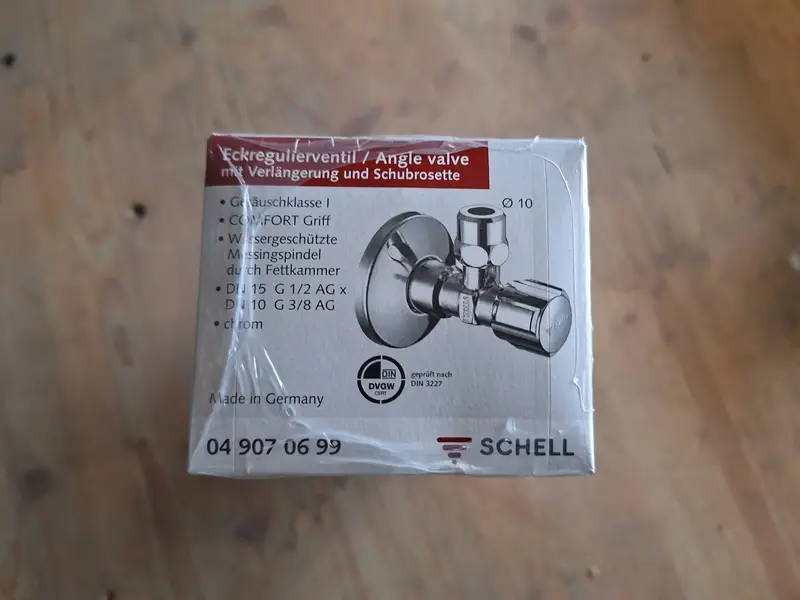 Eckregulierventil / Angle valve
mit Verlängerung und Schubrosette
• Geräuschklasse I
• COMFORT Griff
• Wassergeschützte
Messingspindel
durch Fettkammer
• DN 15 G 1/2 AG x
DN 10 G 3/8 AG
• chrom
Ø 10
DIN
DVGW
CERT
geprüft nach
DIN 3227
Made in Germany
04 907 06 99
SCHELL